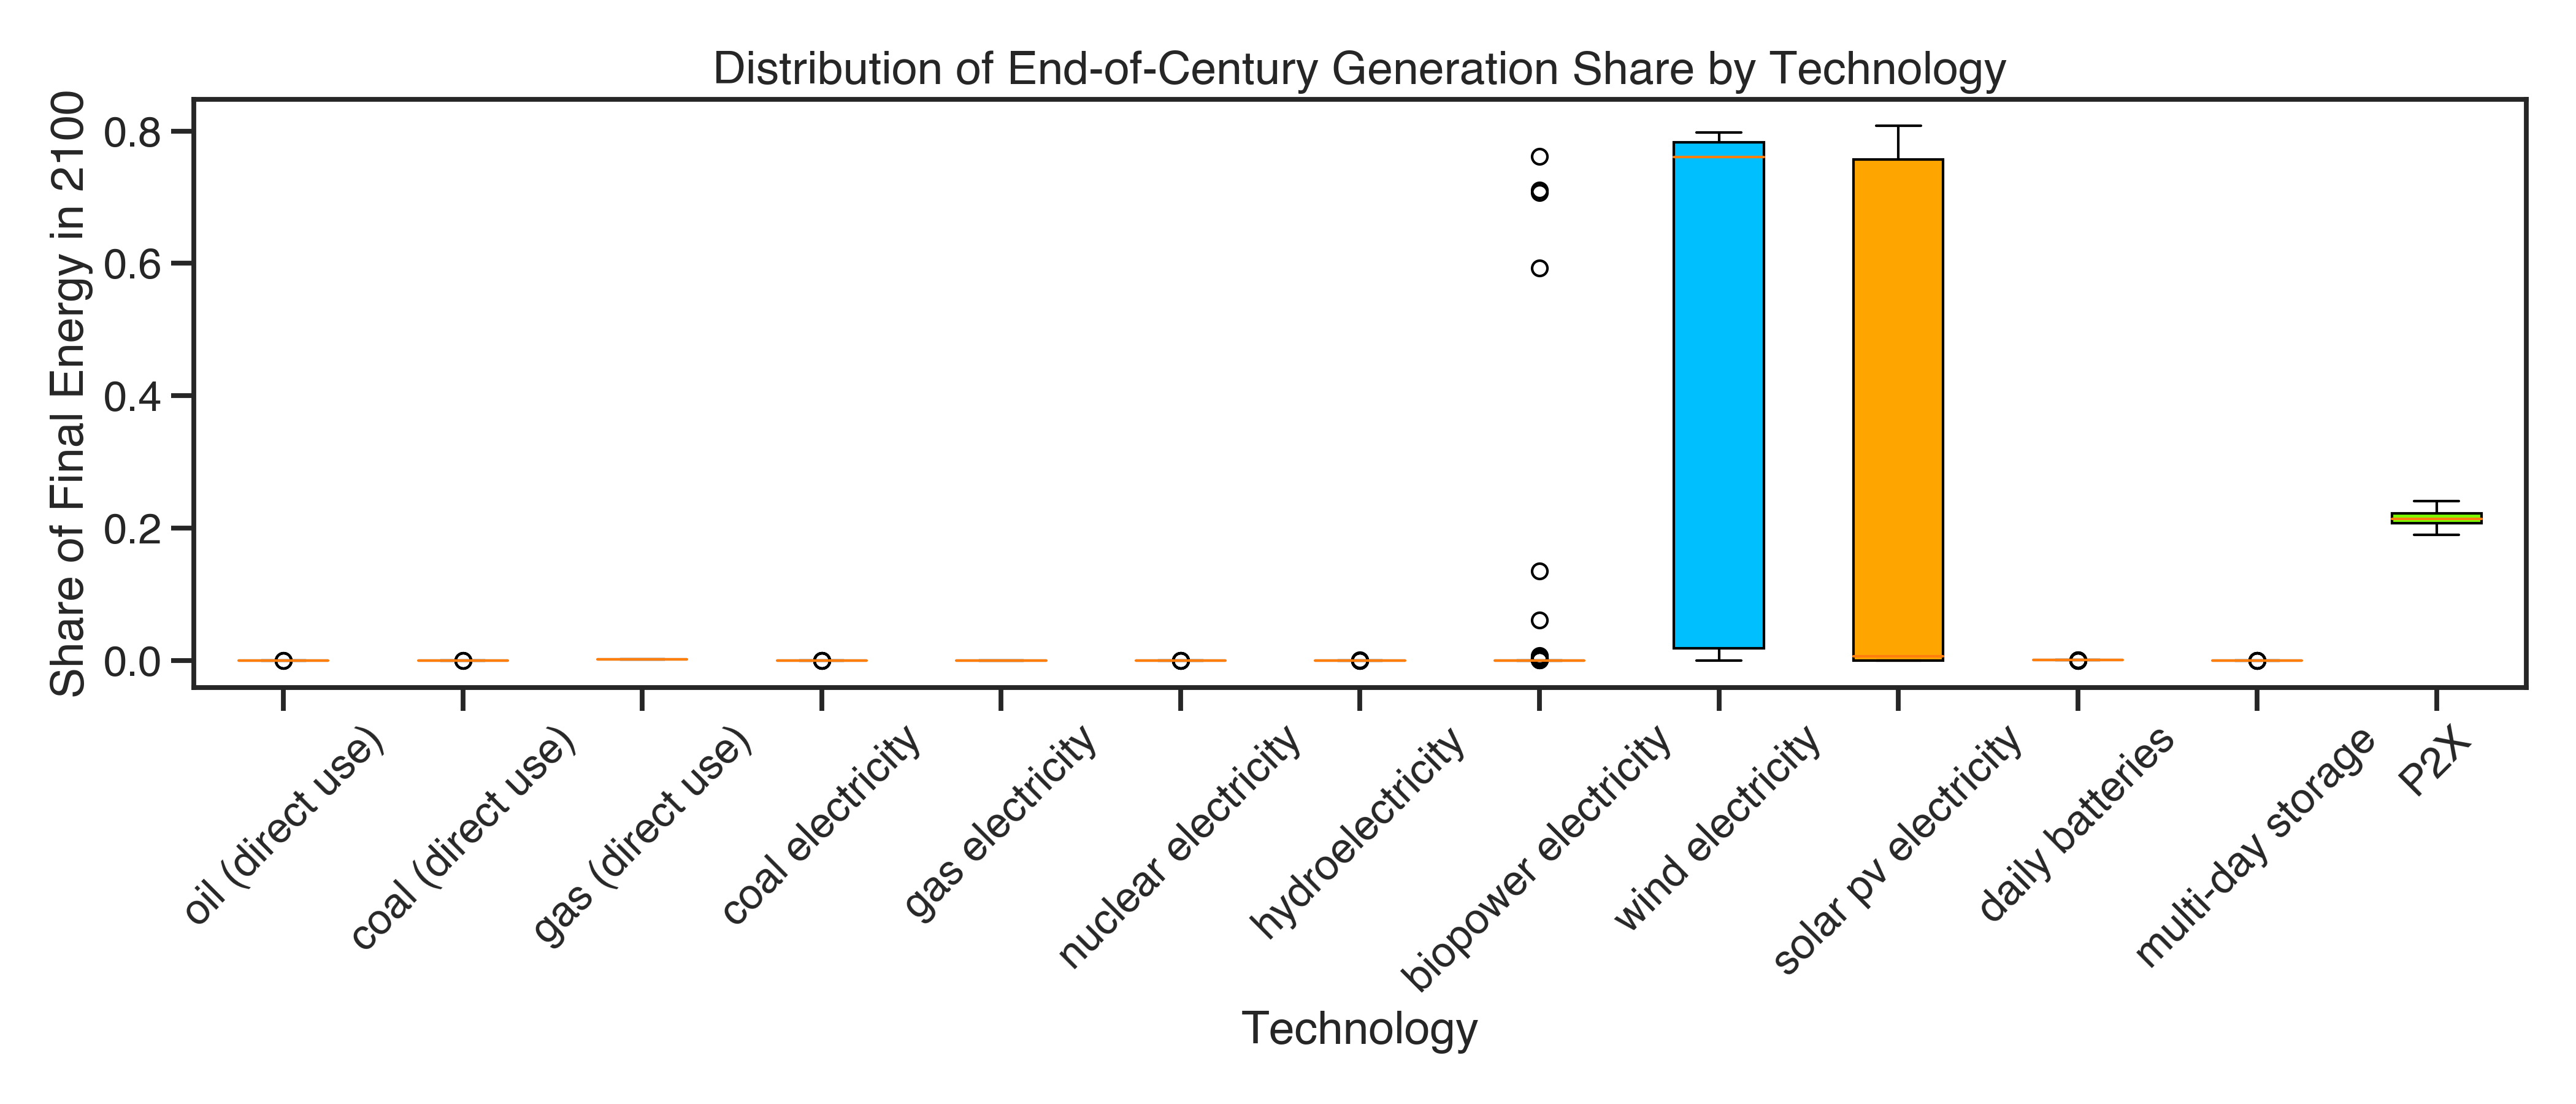 Distribution of End-of-Century Generation Share by Technology
Share of Final Energy in 2100
0.8
0.6
0.4
0.2
0.0
oil (direct use)
coal (direct use)
gas (direct use)
coal electricity
gas electricity
nuclear electricity
hydroelectricity
biopower electricity
wind electricity
solar pv electricity
daily batteries
multi-day storage
P2X
Technology